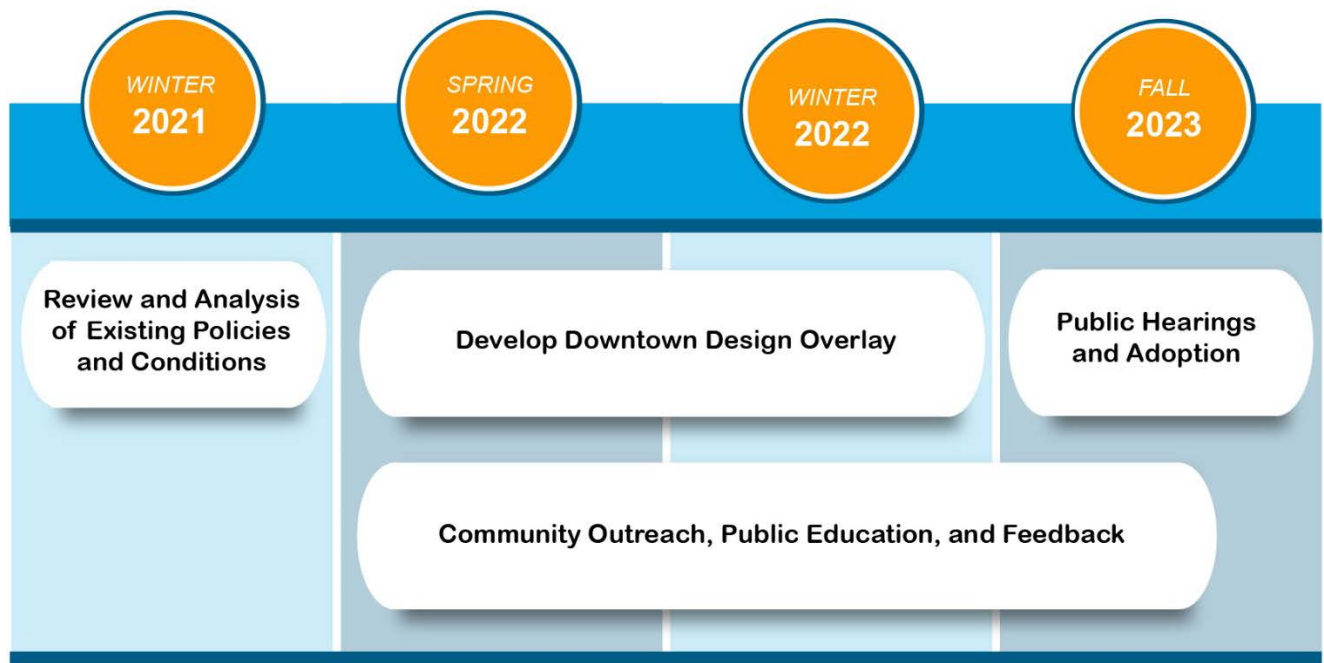 WINTER
2021
SPRING
2022
WINTER
2022
FALL
2023
Review and Analysis
of Existing Policies
and Conditions
Develop Downtown Design Overlay
Public Hearings
and Adoption
Community Outreach, Public Education, and Feedback